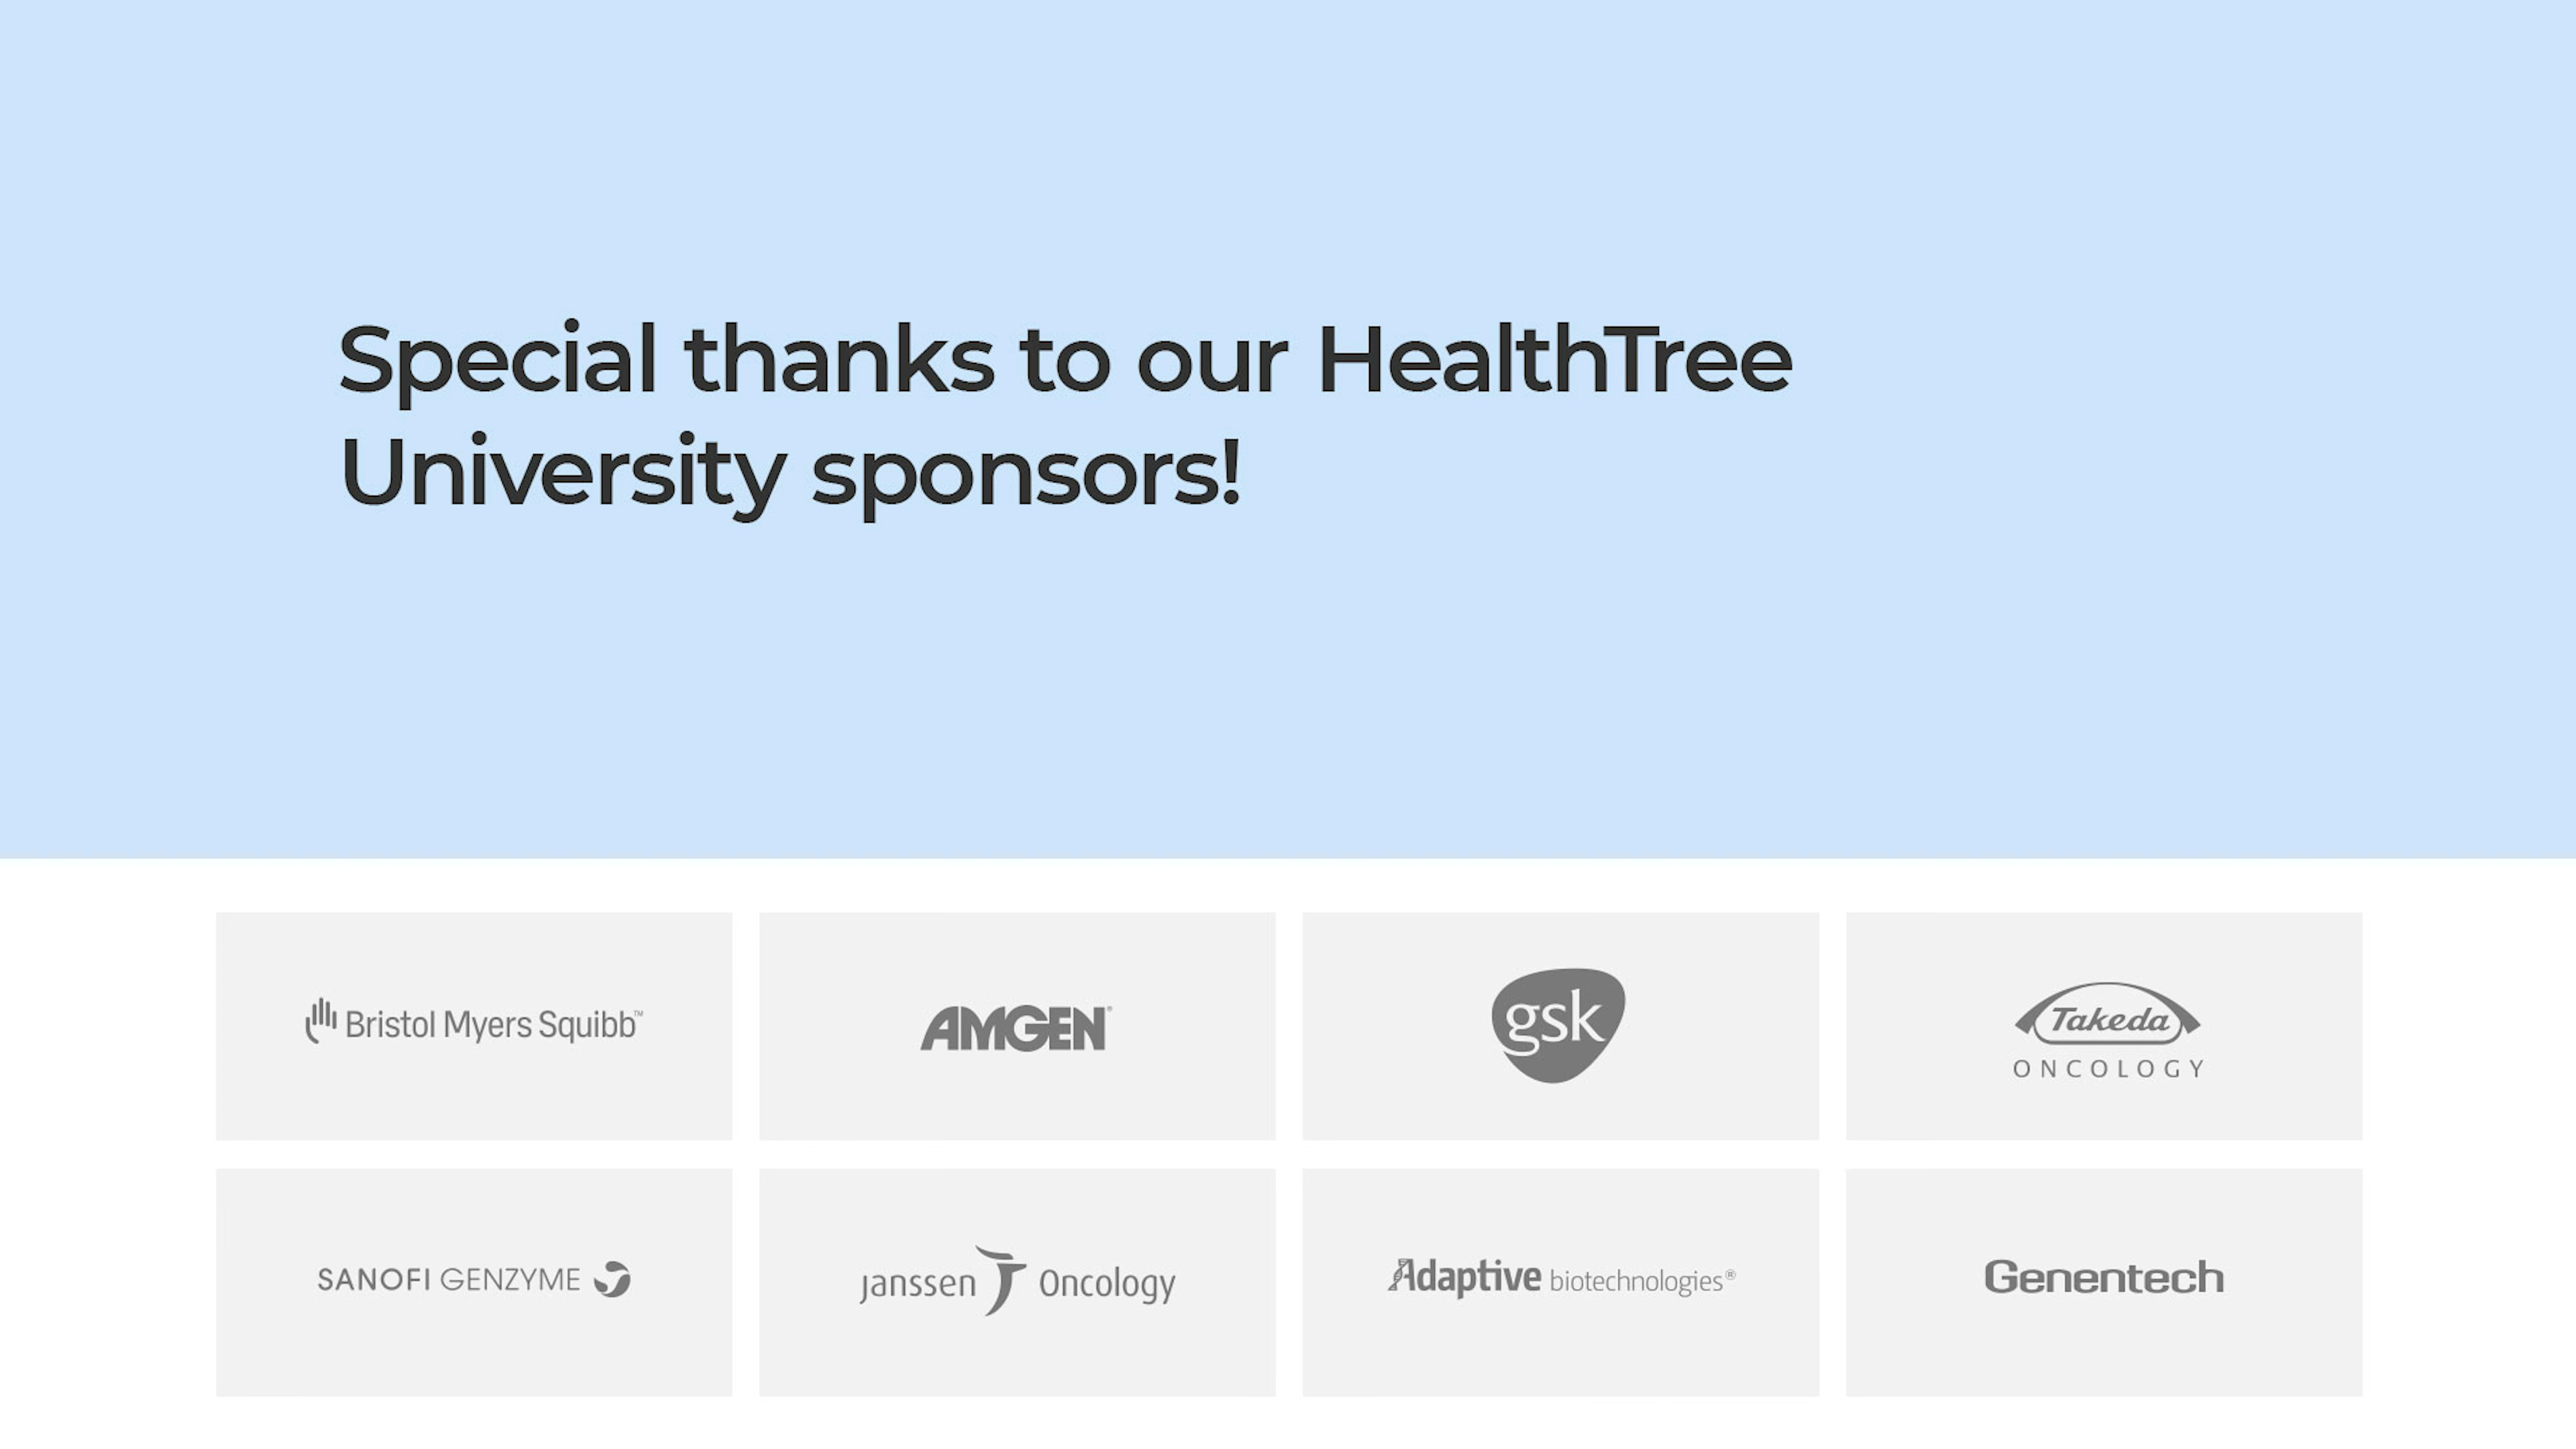 Special thanks to our HealthTree
University sponsors!
Bristol Myers Squibb™
AMGEN®
gsk
Takeda
ONCOLOGY
SANOFI GENZYME
janssen Oncology
Adaptive biotechnologies®
Genentech